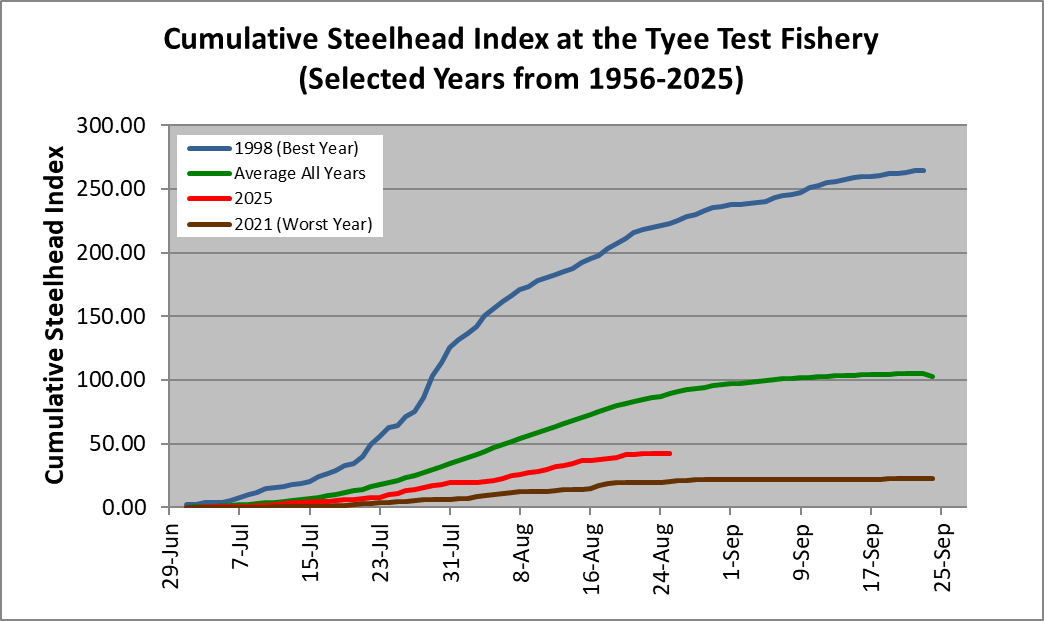 Cumulative Steelhead Index at the Tyee Test Fishery
(Selected Years from 1956-2025)
Cumulative Steelhead Index
300.00
250.00
200.00
150.00
100.00
50.00
0.00
1998 (Best Year)
Average All Years
2025
2021 (Worst Year)
29-Jun
7-Jul
15-Jul
23-Jul
31-Jul
8-Aug
16-Aug
24-Aug
1-Sep
9-Sep
17-Sep
25-Sep